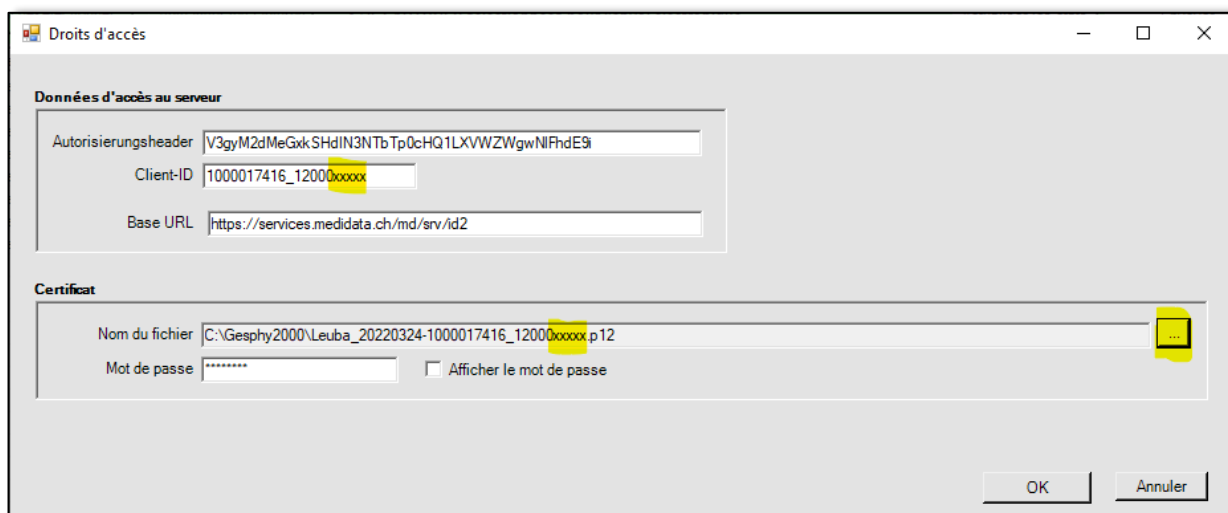 Droits d'accès
Données d'accès au serveur
Autorisierungsheader V3gyM2dMeGxkSHdIN3NTbTp0cHQ1LXVWZWgwNlFhdE9i
Client-ID 1000017416_12000xxxxx
Base URL https://services.medidata.ch/md/srv/id2
Certificat
Nom du fichier C:\Gesphy2000\Leuba_20220324-1000017416_12000xxxxx.p12 ...
Mot de passe ******** Afficher le mot de passe
OK Annuler